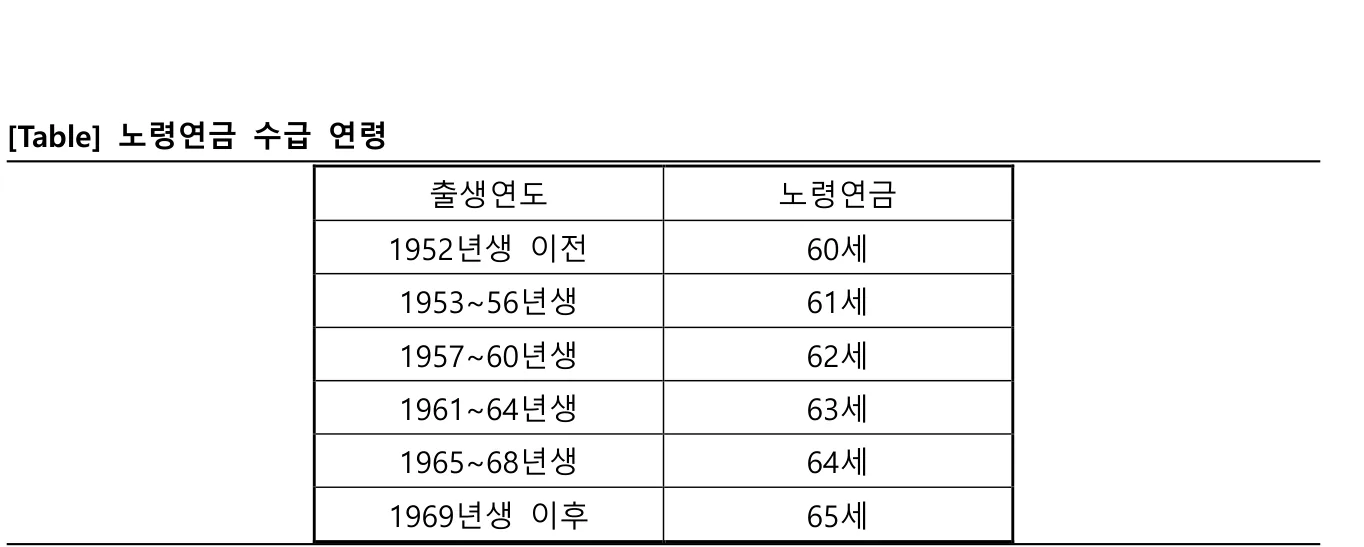 [Table] 노령연금 수급 연령
출생연도 노령연금
1952년생 이전 60세
1953~56년생 61세
1957~60년생 62세
1961~64년생 63세
1965~68년생 64세
1969년생 이후 65세